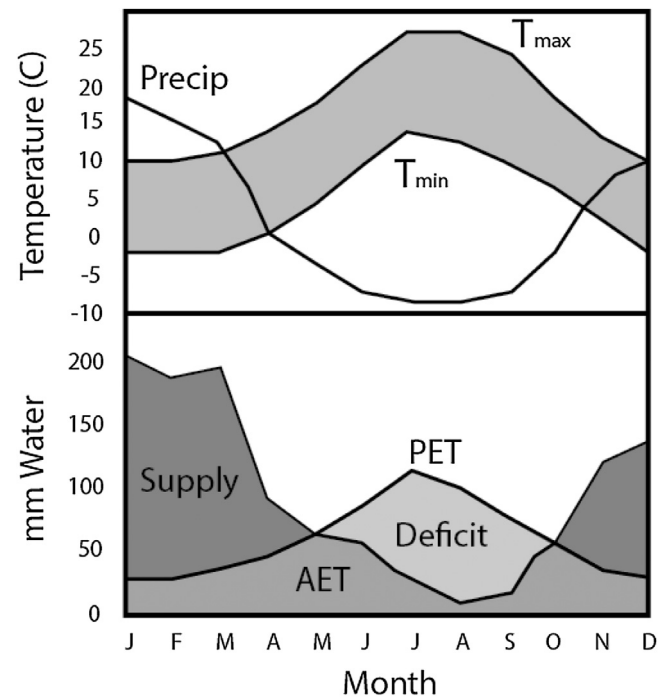 Temperature (C)
25
20
15
10
5
0
-5
-10
Precip
Tmax
Tmin
mm Water
200
150
100
50
0
Supply
PET
Deficit
AET
J F M A M J J A S O N D
Month